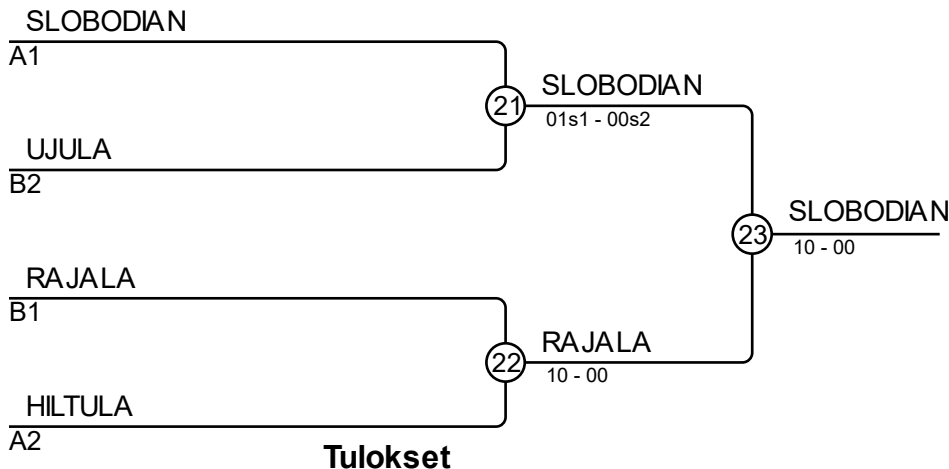 SLOBODIAN
A1
21
SLOBODIAN
01s1 - 00s2
UJULA
B2
23
SLOBODIAN
10 - 00
RAJALA
B1
22
RAJALA
10 - 00
HILTULA
A2
Tulokset